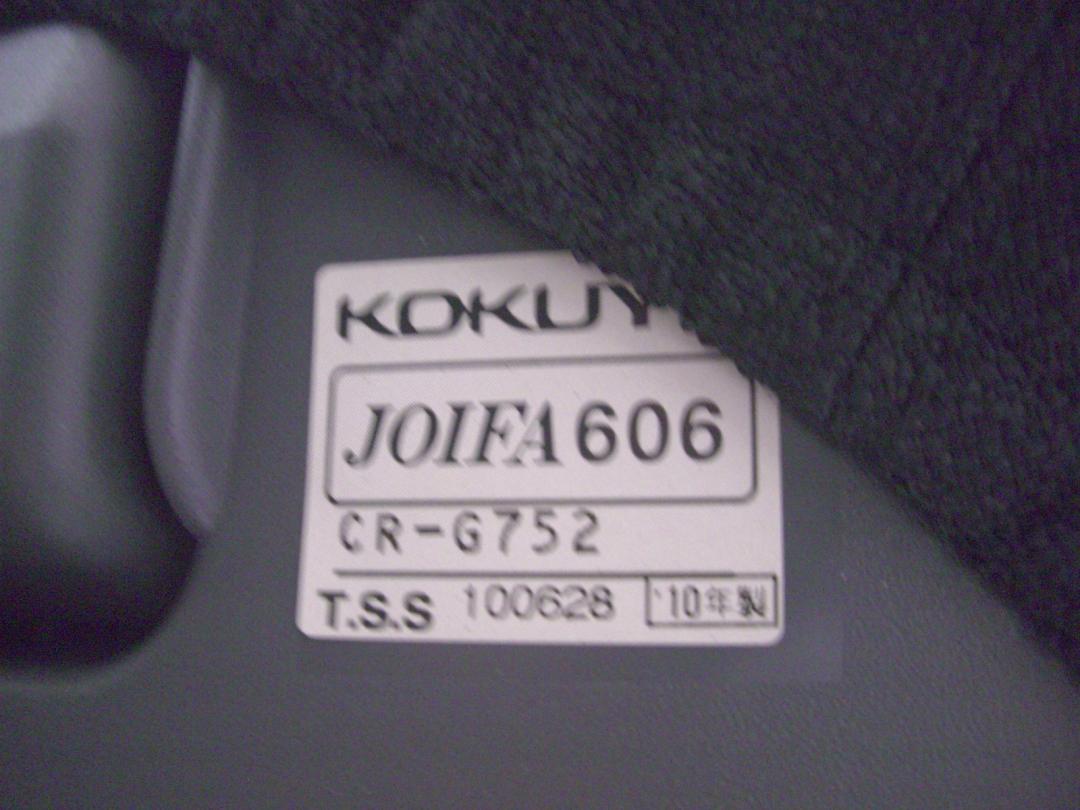 KOKUY
JOIFA 606
CR-G752
T.S.S 100628 '10年製